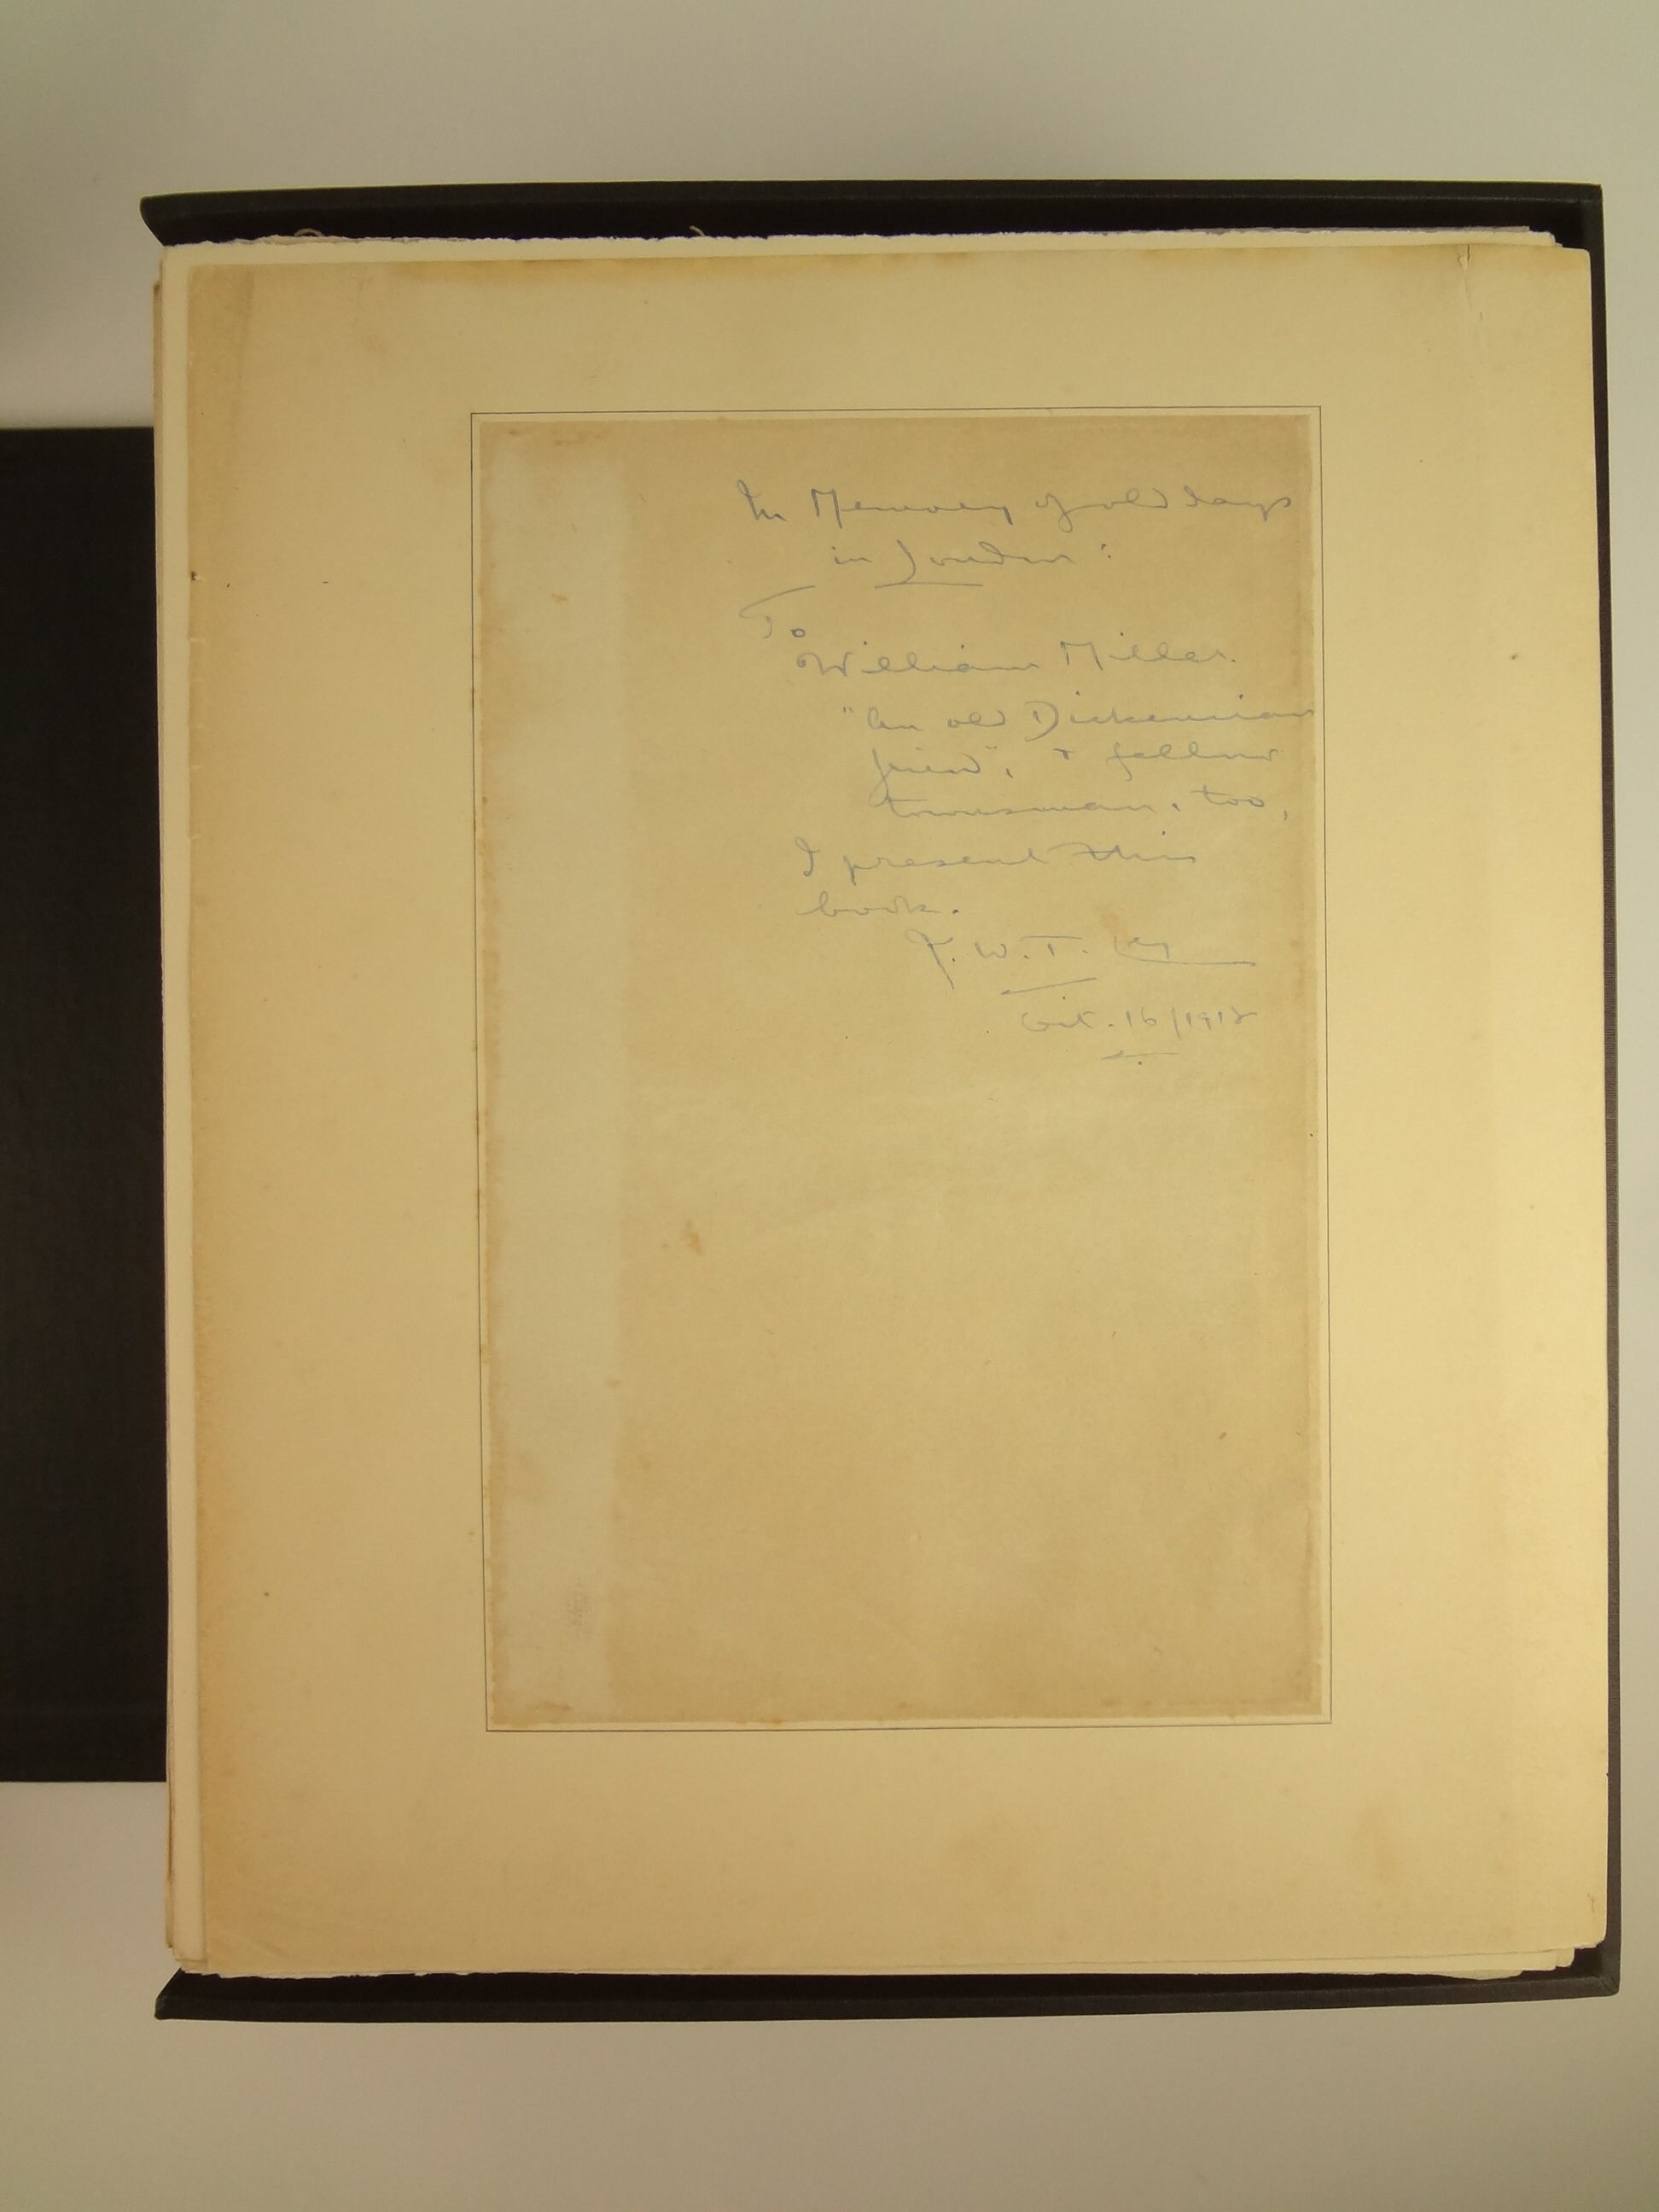 In Memory of old days
in London:
To
William Miller.
"An old Dickensian
friend", & fellow
townsman, too,
I present this
book.
F. W. T.
Oct. 16/1918